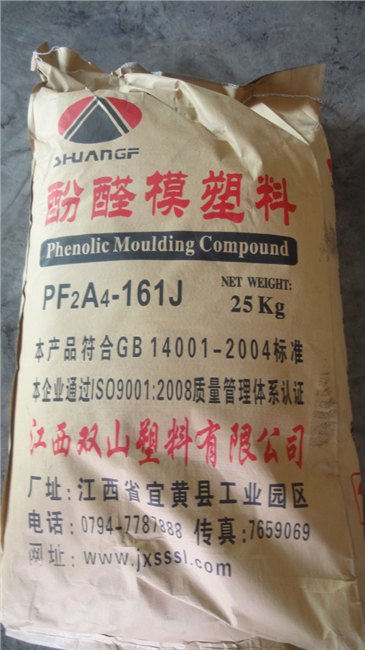 SHUANGF
酚醛模塑料
Phenolic Moulding Compound
PF2A4-161J
NET WEIGHT:
25Kg
本产品符合GB 14001-2004标准
本企业通过ISO9001:2008质量管理体系认证
江西双山塑料有限公司
厂址:江西省宜黄县工业园区
电话:0794-7787888 传真:7659069
网址:www.jxsssl.com